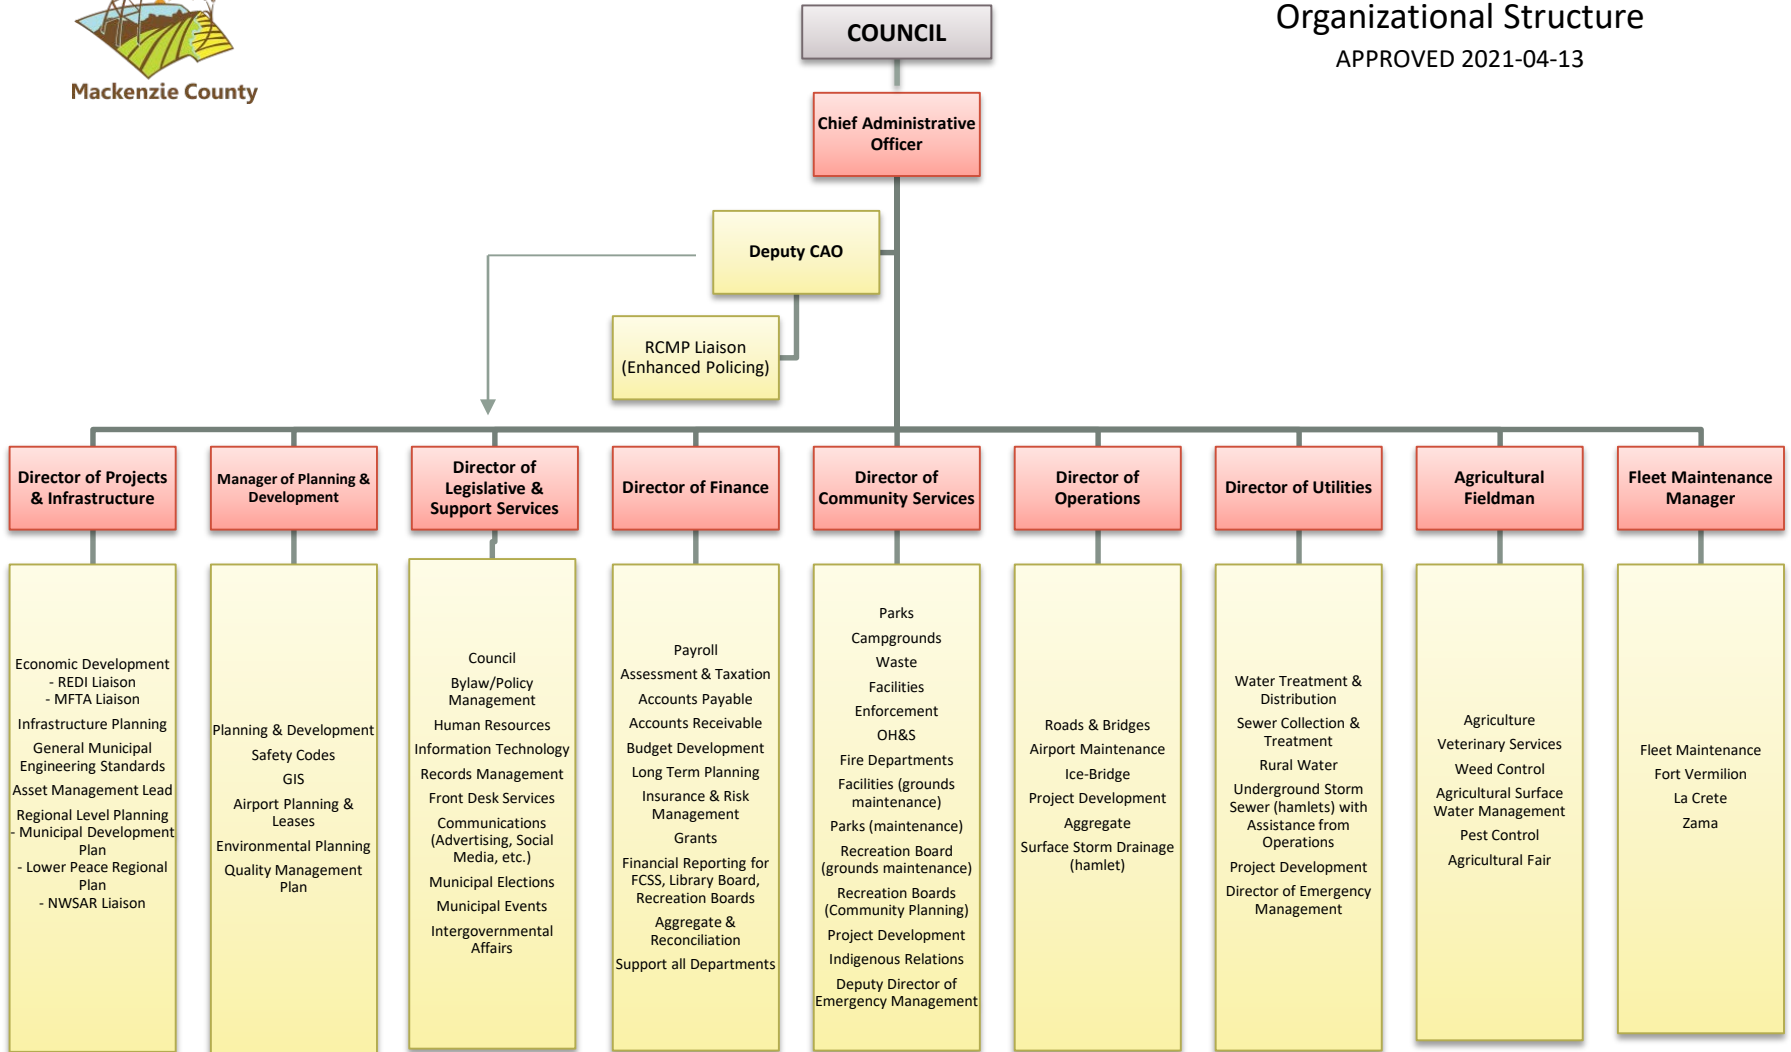 Mackenzie County
Organizational Structure
APPROVED 2021-04-13
COUNCIL
Chief Administrative
Officer
Deputy CAO
RCMP Liaison
(Enhanced Policing)
Director of Projects
& Infrastructure
Economic Development
- REDI Liaison
- MFTA Liaison
Infrastructure Planning
General Municipal
Engineering Standards
Asset Management Lead
Regional Level Planning
- Municipal Development
Plan
- Lower Peace Regional
Plan
- NWSAR Liaison
Manager of Planning &
Development
Planning & Development
Safety Codes
GIS
Airport Planning &
Leases
Environmental Planning
Quality Management
Plan
Director of
Legislative &
Support Services
Council
Bylaw/Policy
Management
Human Resources
Information Technology
Records Management
Front Desk Services
Communications
(Advertising, Social
Media, etc.)
Municipal Elections
Municipal Events
Intergovernmental
Affairs
Director of Finance
Payroll
Assessment & Taxation
Accounts Payable
Accounts Receivable
Budget Development
Long Term Planning
Insurance & Risk
Management
Grants
Financial Reporting for
FCSS, Library Board,
Recreation Boards
Aggregate &
Reconciliation
Support all Departments
Director of
Community Services
Parks
Campgrounds
Waste
Facilities
Enforcement
OH&S
Fire Departments
Facilities (grounds
maintenance)
Parks (maintenance)
Recreation Board
(grounds maintenance)
Recreation Boards
(Community Planning)
Project Development
Indigenous Relations
Deputy Director of
Emergency Management
Director of
Operations
Roads & Bridges
Airport Maintenance
Ice-Bridge
Project Development
Aggregate
Surface Storm Drainage
(hamlet)
Director of Utilities
Water Treatment &
Distribution
Sewer Collection &
Treatment
Rural Water
Underground Storm
Sewer (hamlets) with
Assistance from
Operations
Project Development
Director of Emergency
Management
Agricultural
Fieldman
Agriculture
Veterinary Services
Weed Control
Agricultural Surface
Water Management
Pest Control
Agricultural Fair
Fleet Maintenance
Manager
Fleet Maintenance
Fort Vermilion
La Crete
Zama